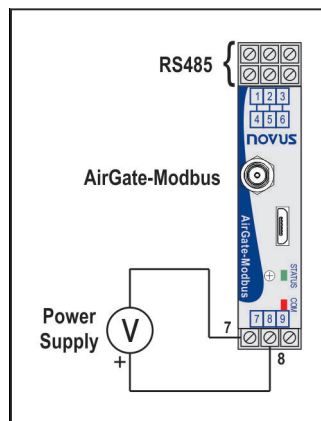 RS485
1 2 3
4 5 6
novus
AirGate-Modbus
AirGate-Modbus
STATUS
COM
Power
Supply
V
+
7
7 8 9
8